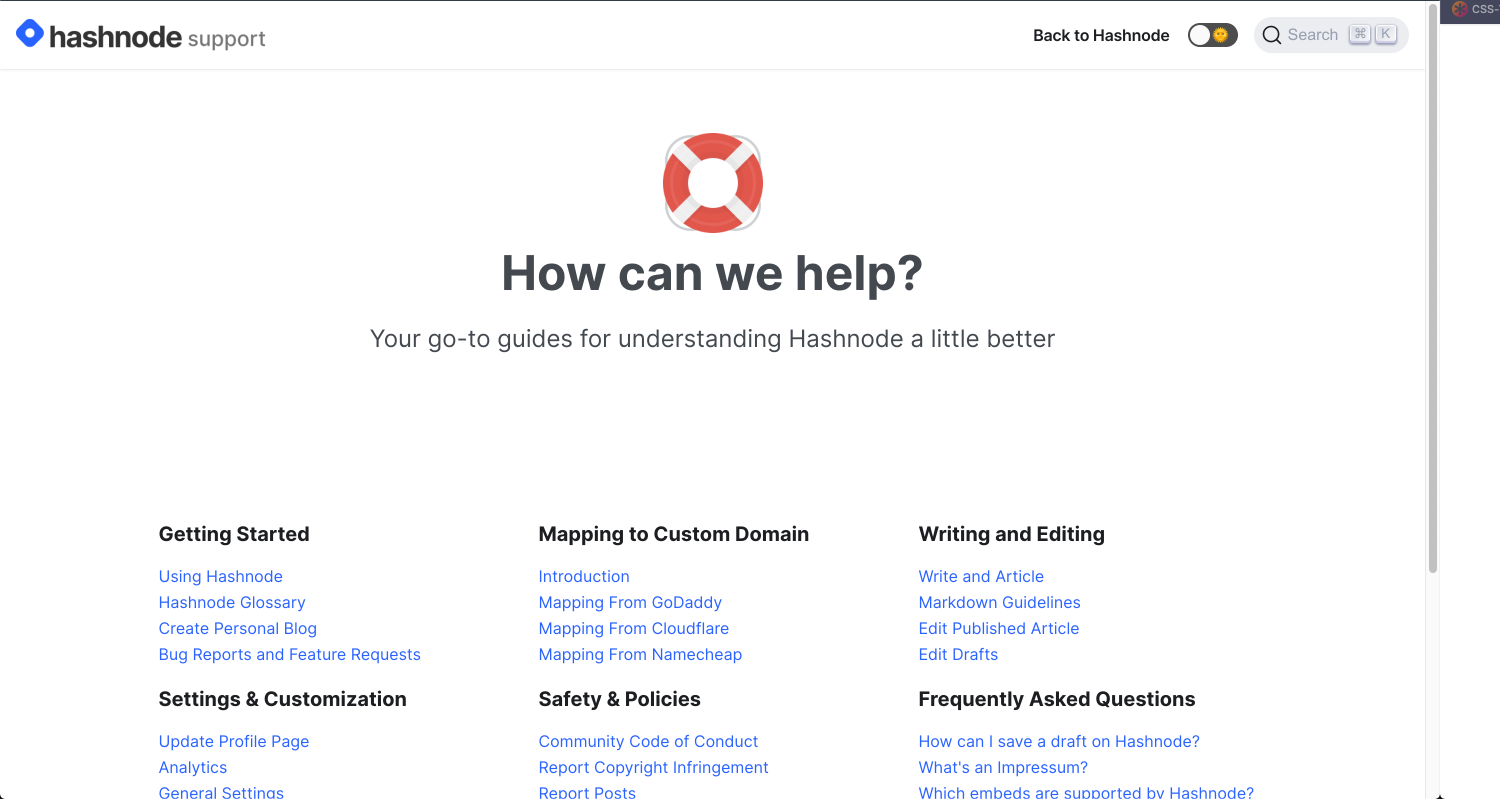 hashnode support
Back to Hashnode
Search ⌘ K
CSS-
How can we help?
Your go-to guides for understanding Hashnode a little better
Getting Started
Using Hashnode
Hashnode Glossary
Create Personal Blog
Bug Reports and Feature Requests
Mapping to Custom Domain
Introduction
Mapping From GoDaddy
Mapping From Cloudflare
Mapping From Namecheap
Writing and Editing
Write and Article
Markdown Guidelines
Edit Published Article
Edit Drafts
Settings & Customization
Update Profile Page
Analytics
General Settings
Safety & Policies
Community Code of Conduct
Report Copyright Infringement
Report Posts
Frequently Asked Questions
How can I save a draft on Hashnode?
What's an Impressum?
Which embeds are supported by Hashnode?